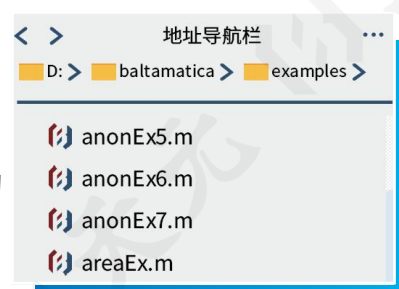 < > 地址导航栏 ...
D: > baltamatica > examples >
anonEx5.m
anonEx6.m
anonEx7.m
areaEx.m